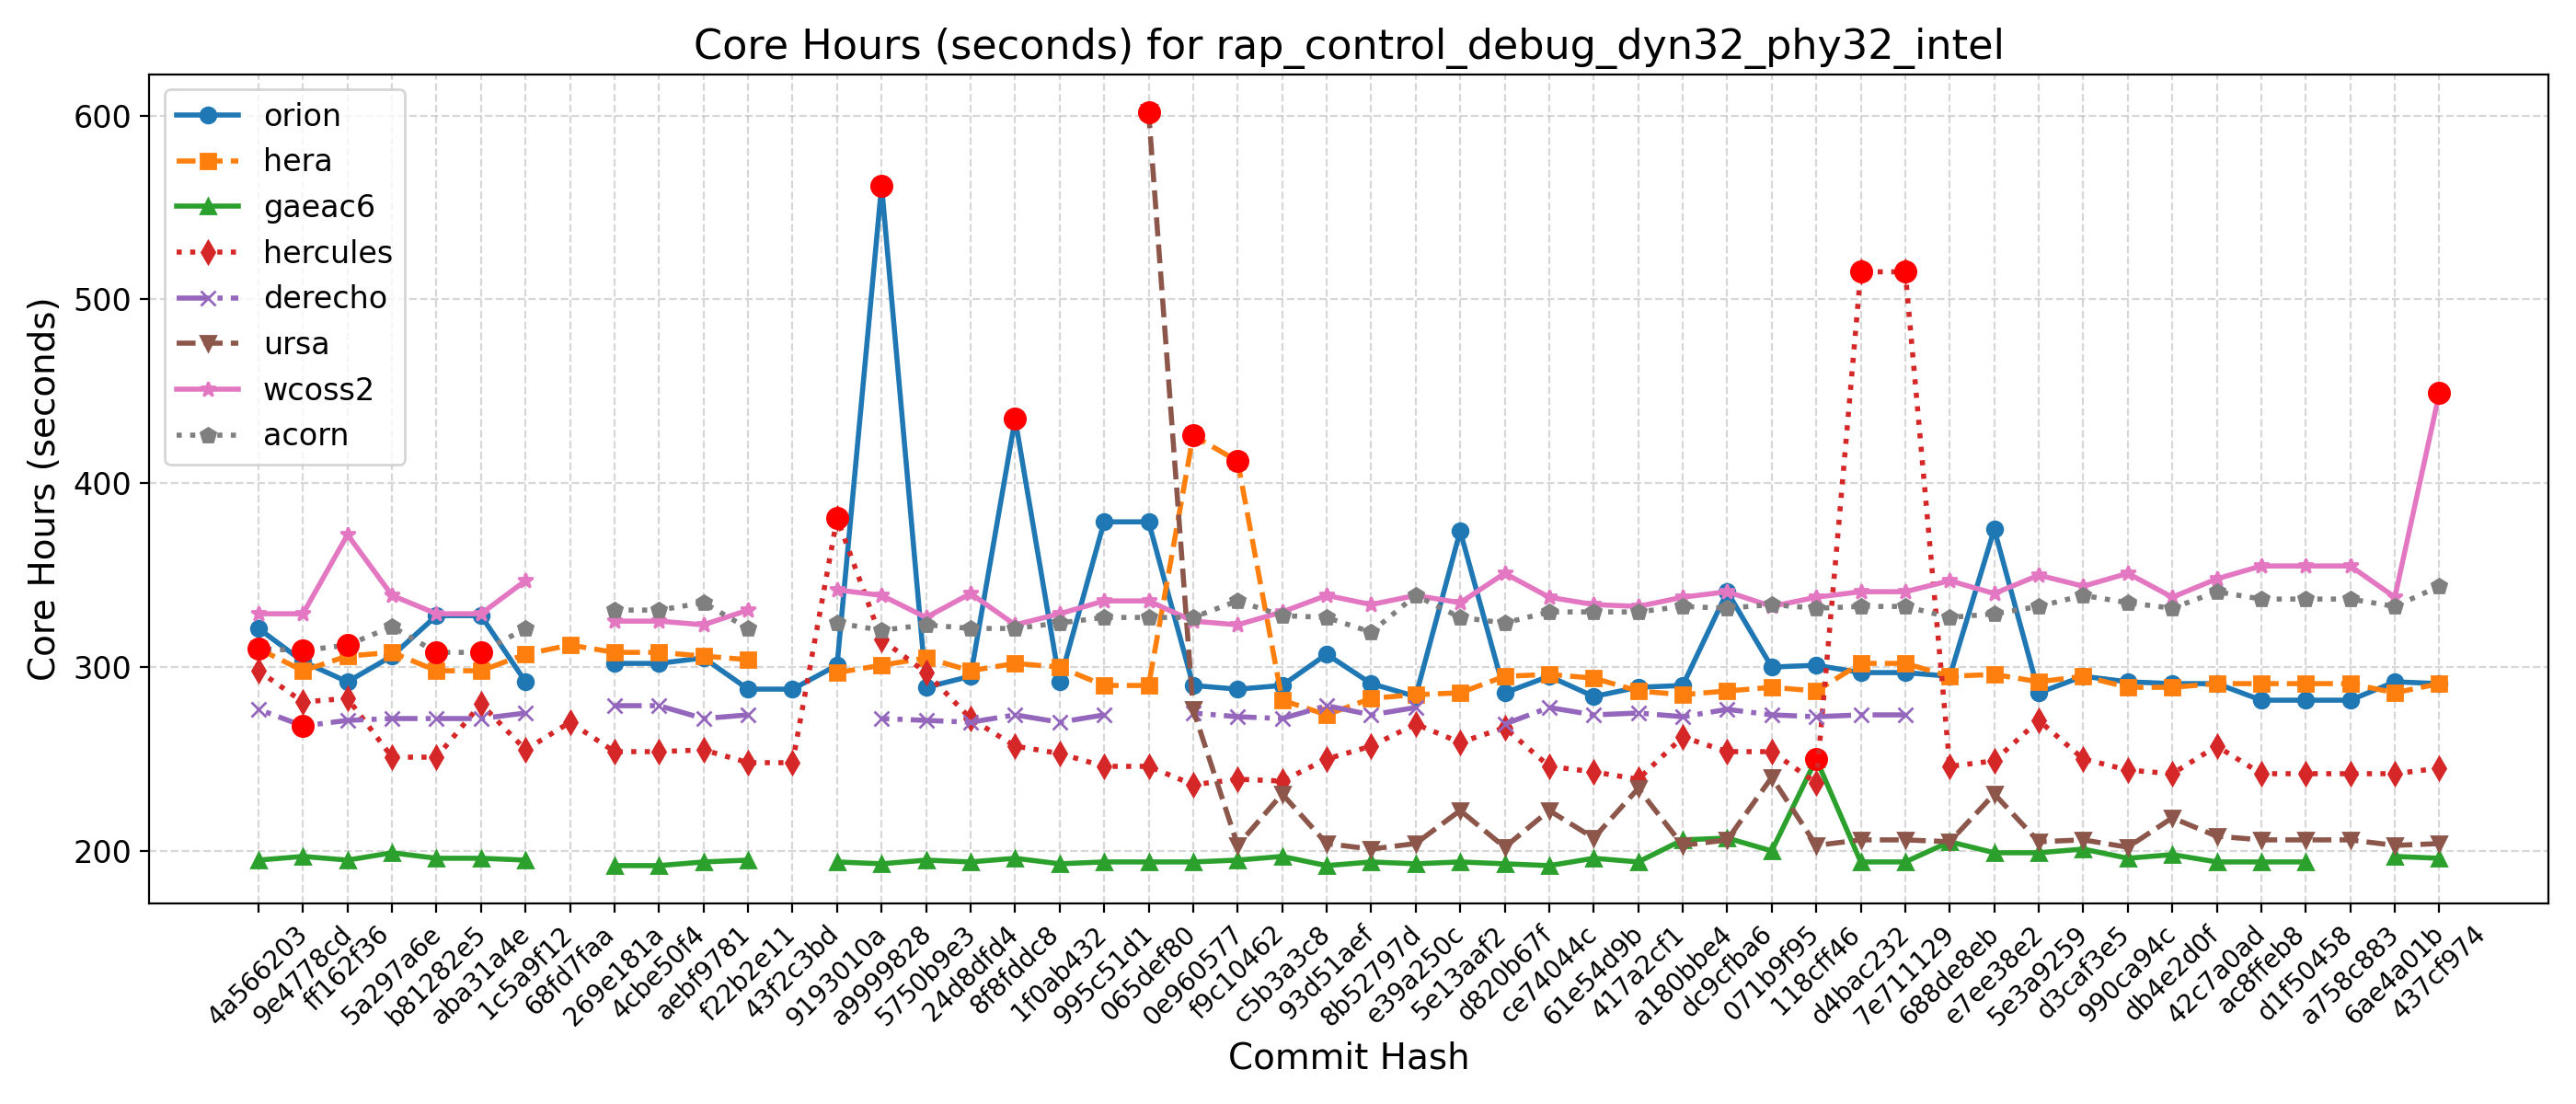 Core Hours (seconds) for rap_control_debug_dyn32_phy32_intel
Core Hours (seconds)
600
500
400
300
200
orion
hera
gaeac6
hercules
derecho
ursa
wcoss2
acorn
4a566203
9e4778cd
ff162f36
5a297a6e
b81282e5
aba31a4e
1c5a9f12
68fd7faa
269e181a
4cbe50f4
aebf9781
f22b2e11
43f2c3bd
9193010a
a9999828
5750b9e3
24d8dfd4
8f8fddc8
1f0ab432
995c51d1
065def80
0e960577
f9c10462
c5b3a3c8
93d51aef
8b52797d
e39a250c
5e13aaf2
d820b67f
ce74044c
61e54d9b
417a2cf1
a180bbe4
dc9cfba6
071b9f95
118cff46
d4bac232
7e711129
688de8eb
e7ee38e2
5e3a9259
d3caf3e5
990ca94c
db4e2d0f
42c7a0ad
ac8ffeb8
d1f50458
a758c883
6ae4a01b
437cf974
Commit Hash